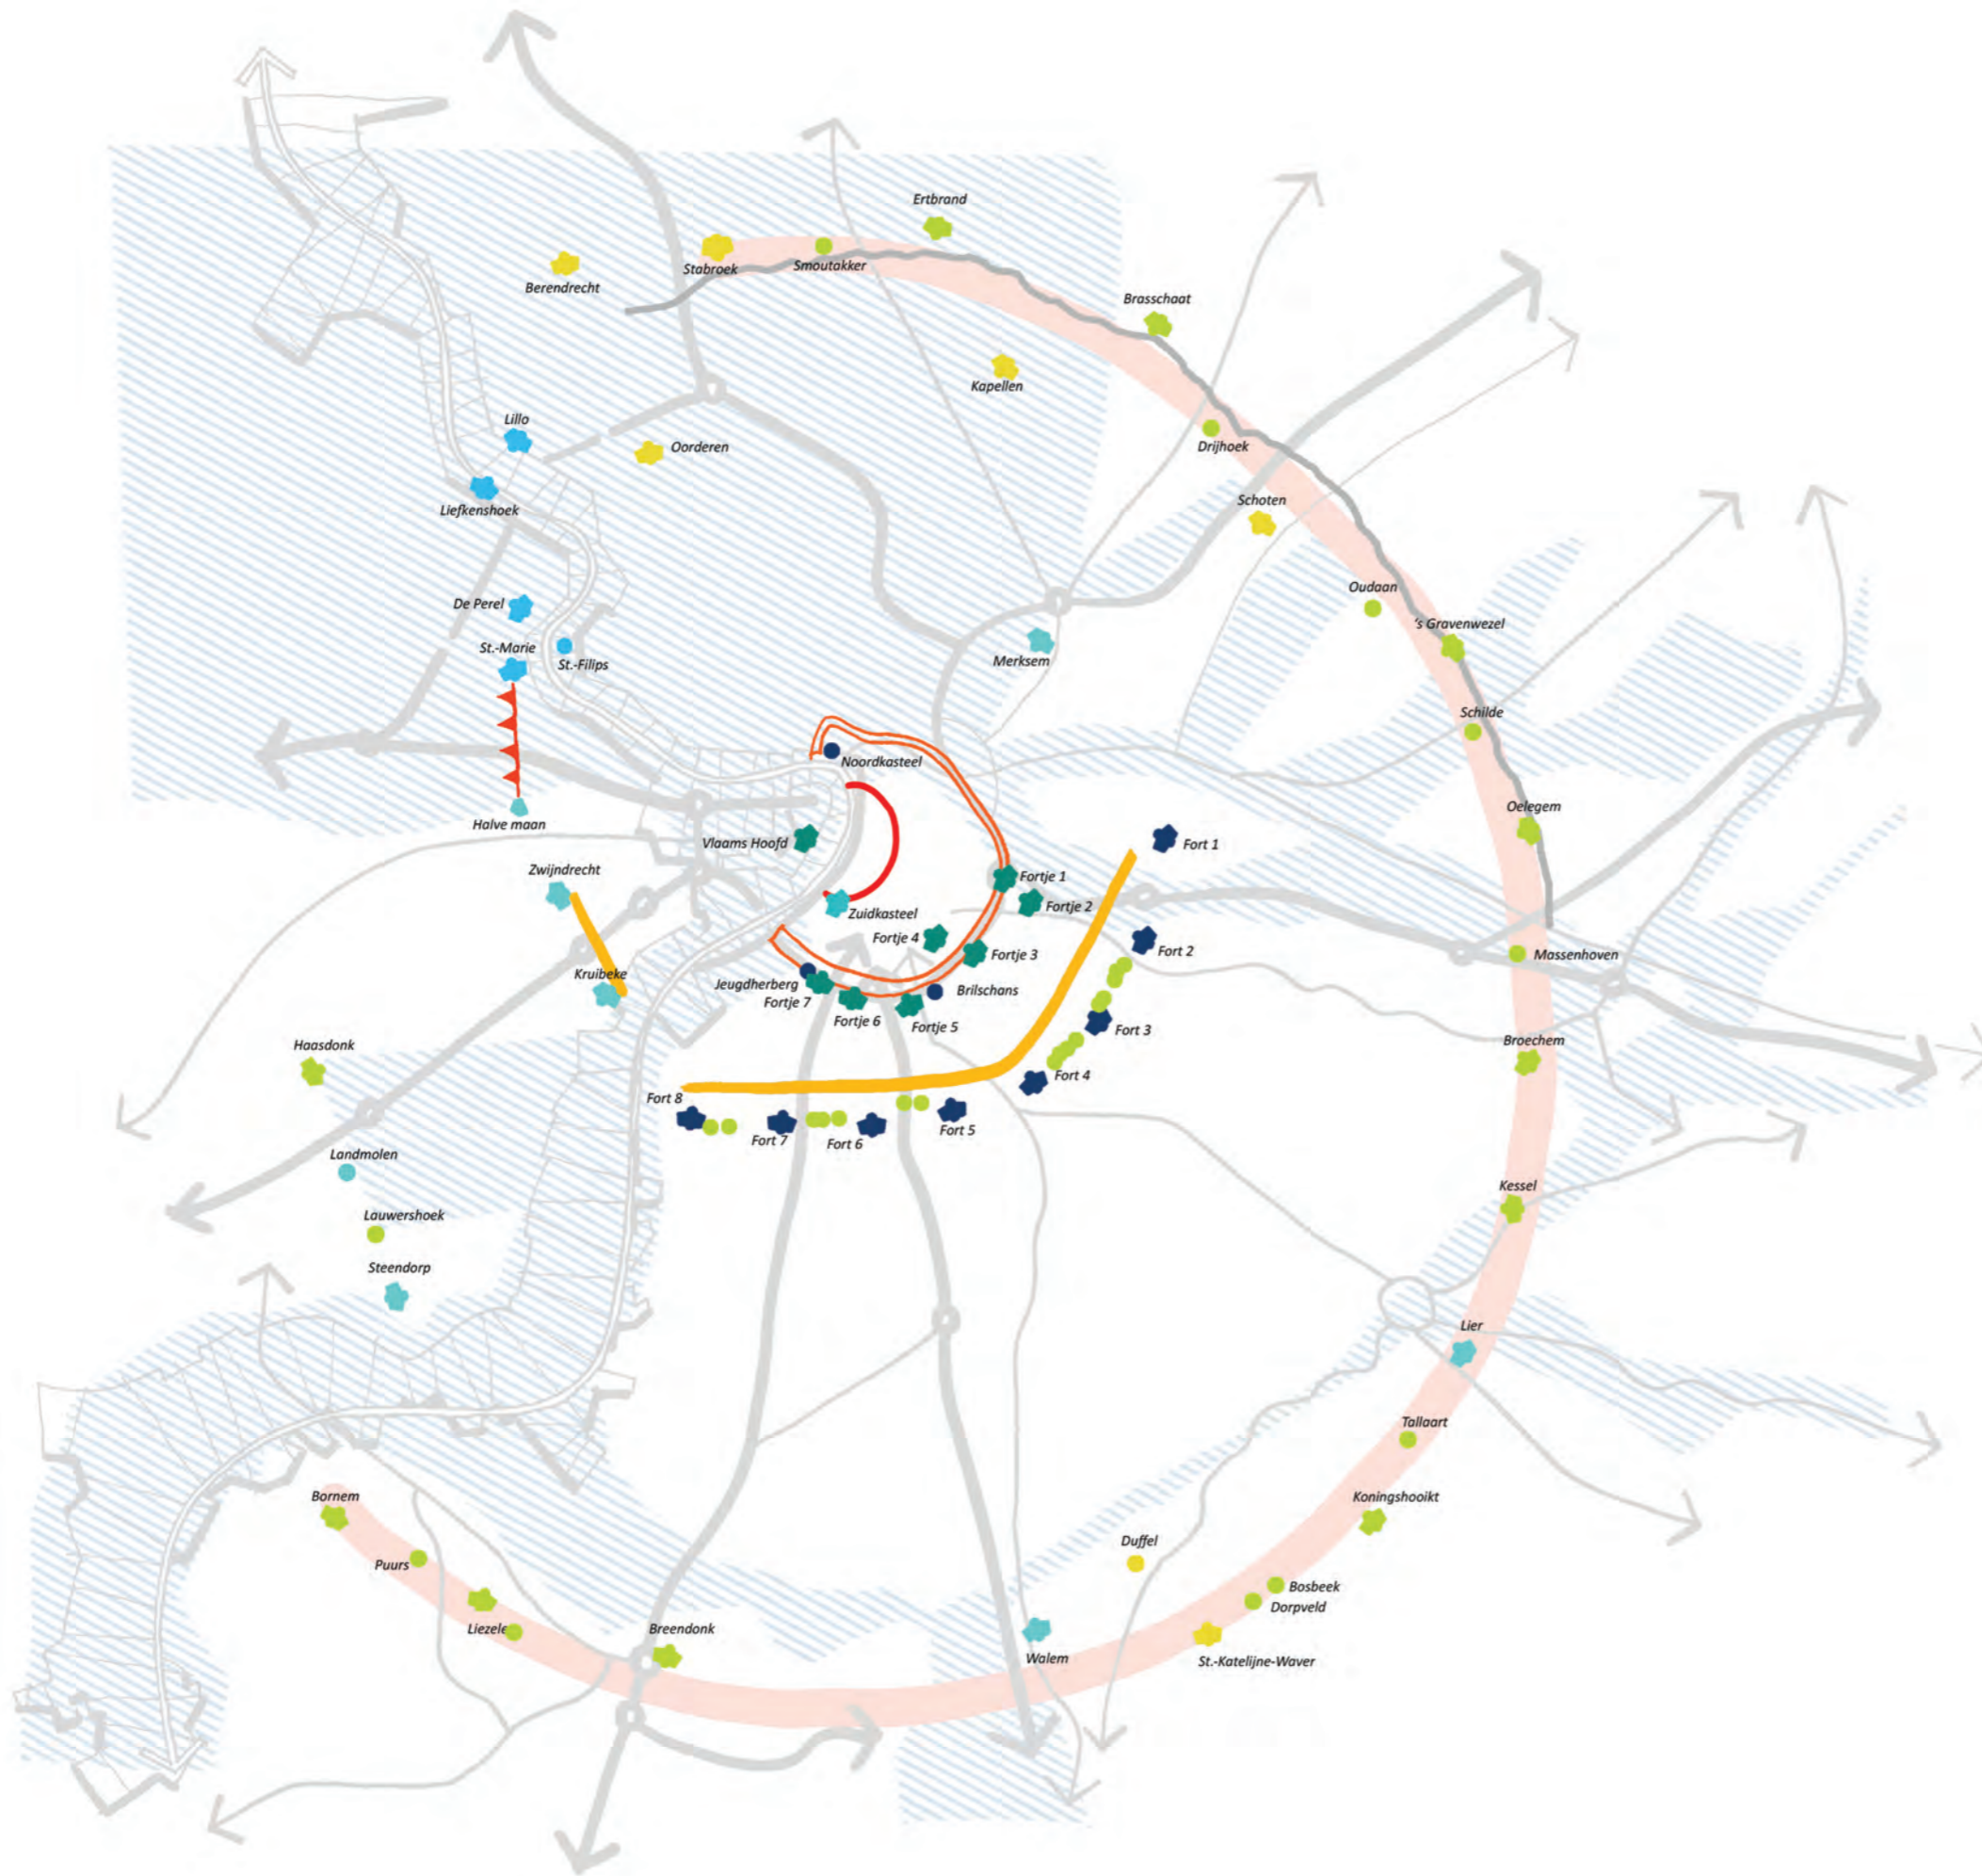 Ertbrand
Stabroek
Smoutakker
Berendrecht
Brasschaat
Kapellen
Lillo
Oorderen
Drijhoek
Liefkenshoek
Schoten
Oudaan
De Perel
's Gravenwezel
St.-Marie
St.-Filips
Merksem
Schilde
Noordkasteel
Oelegem
Halve maan
Vlaams Hoofd
Fort 1
Zwijndrecht
Fortje 1
Fortje 2
Zuidkasteel
Fortje 4
Fort 2
Fortje 3
Massenhoven
Kruibeke
Jeugdherberg
Brilschans
Fortje 7
Fortje 6
Fortje 5
Fort 3
Haasdonk
Broechem
Fort 4
Fort 8
Fort 7
Fort 6
Fort 5
Landmolen
Kessel
Lauwershoek
Steendorp
Lier
Tallaart
Bornem
Koningshooikt
Duffel
Puurs
Bosbeek
Dorpveld
Liezele
Breendonk
Walem
St.-Katelijne-Waver